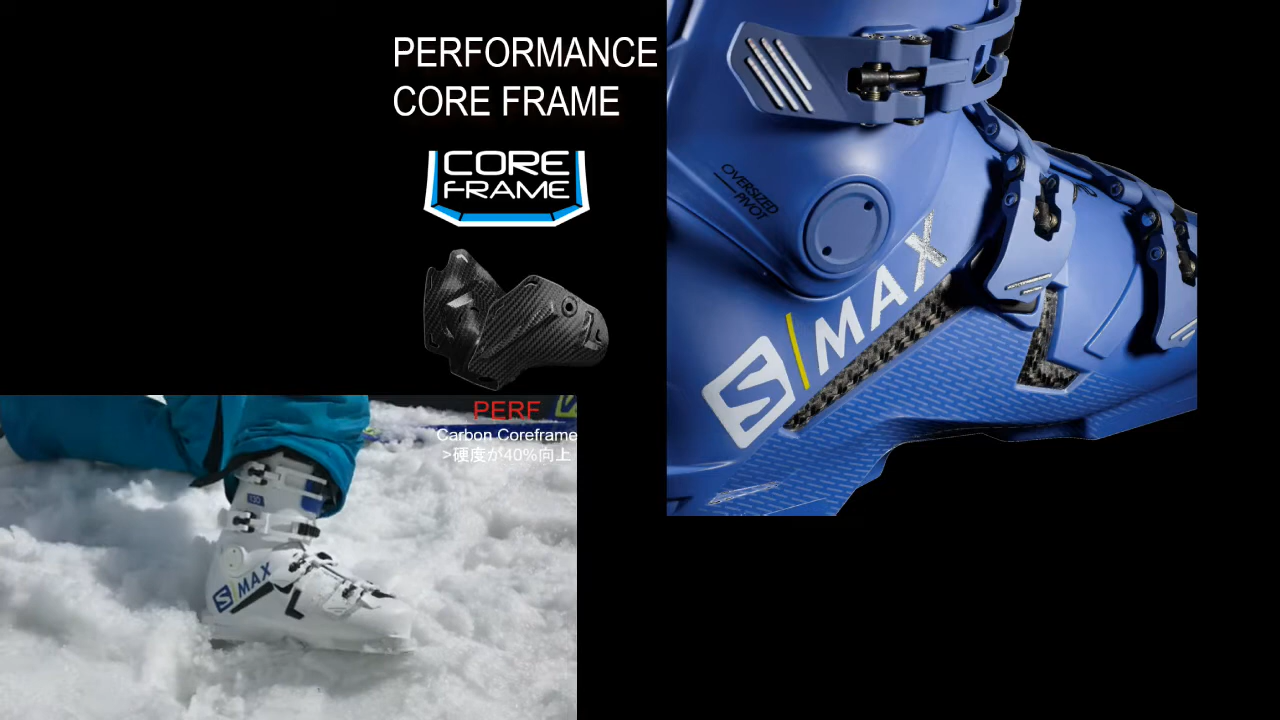 PERFORMANCE
CORE FRAME
CORE
FRAME
OVERSIZED
PIVOT
S/MAX
PERF
Carbon Coreframe
>硬度が40%向上
120
S/MAX